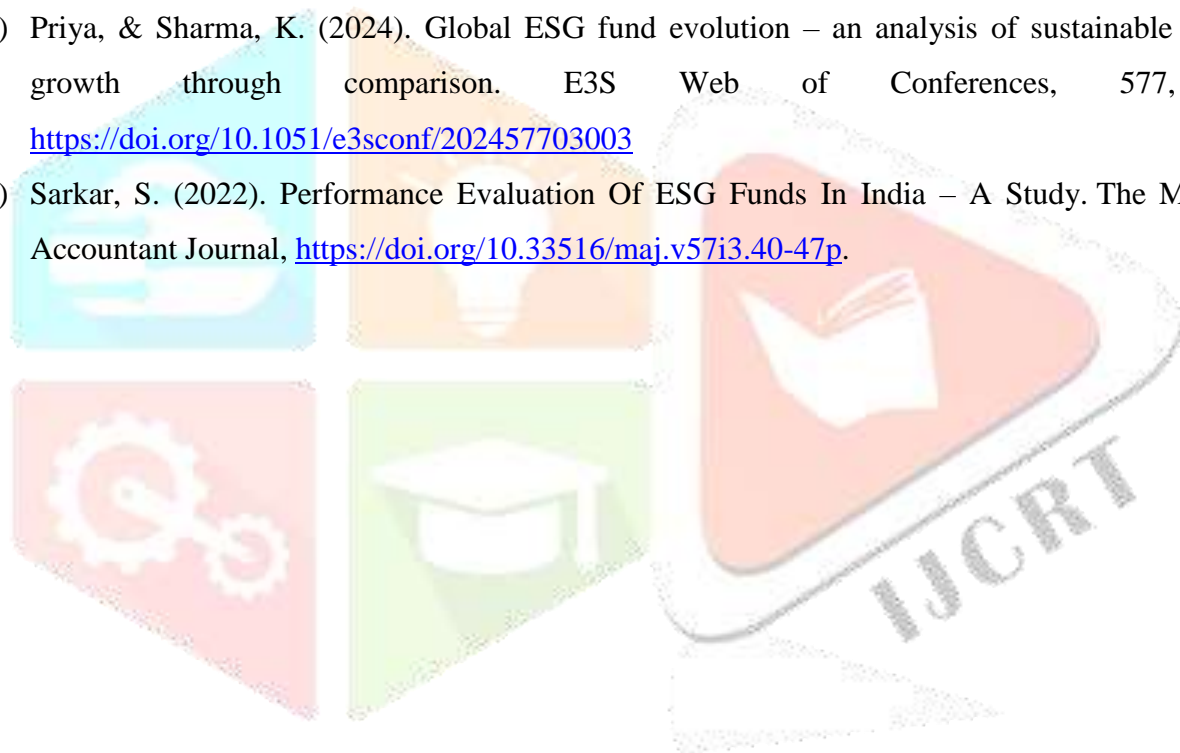 ) Priya, & Sharma, K. (2024). Global ESG fund evolution – an analysis of sustainable
growth through comparison. E3S Web of Conferences, 577,
https://doi.org/10.1051/e3sconf/202457703003
) Sarkar, S. (2022). Performance Evaluation Of ESG Funds In India – A Study. The M
Accountant Journal, https://doi.org/10.33516/maj.v57i3.40-47p.
IJCRT